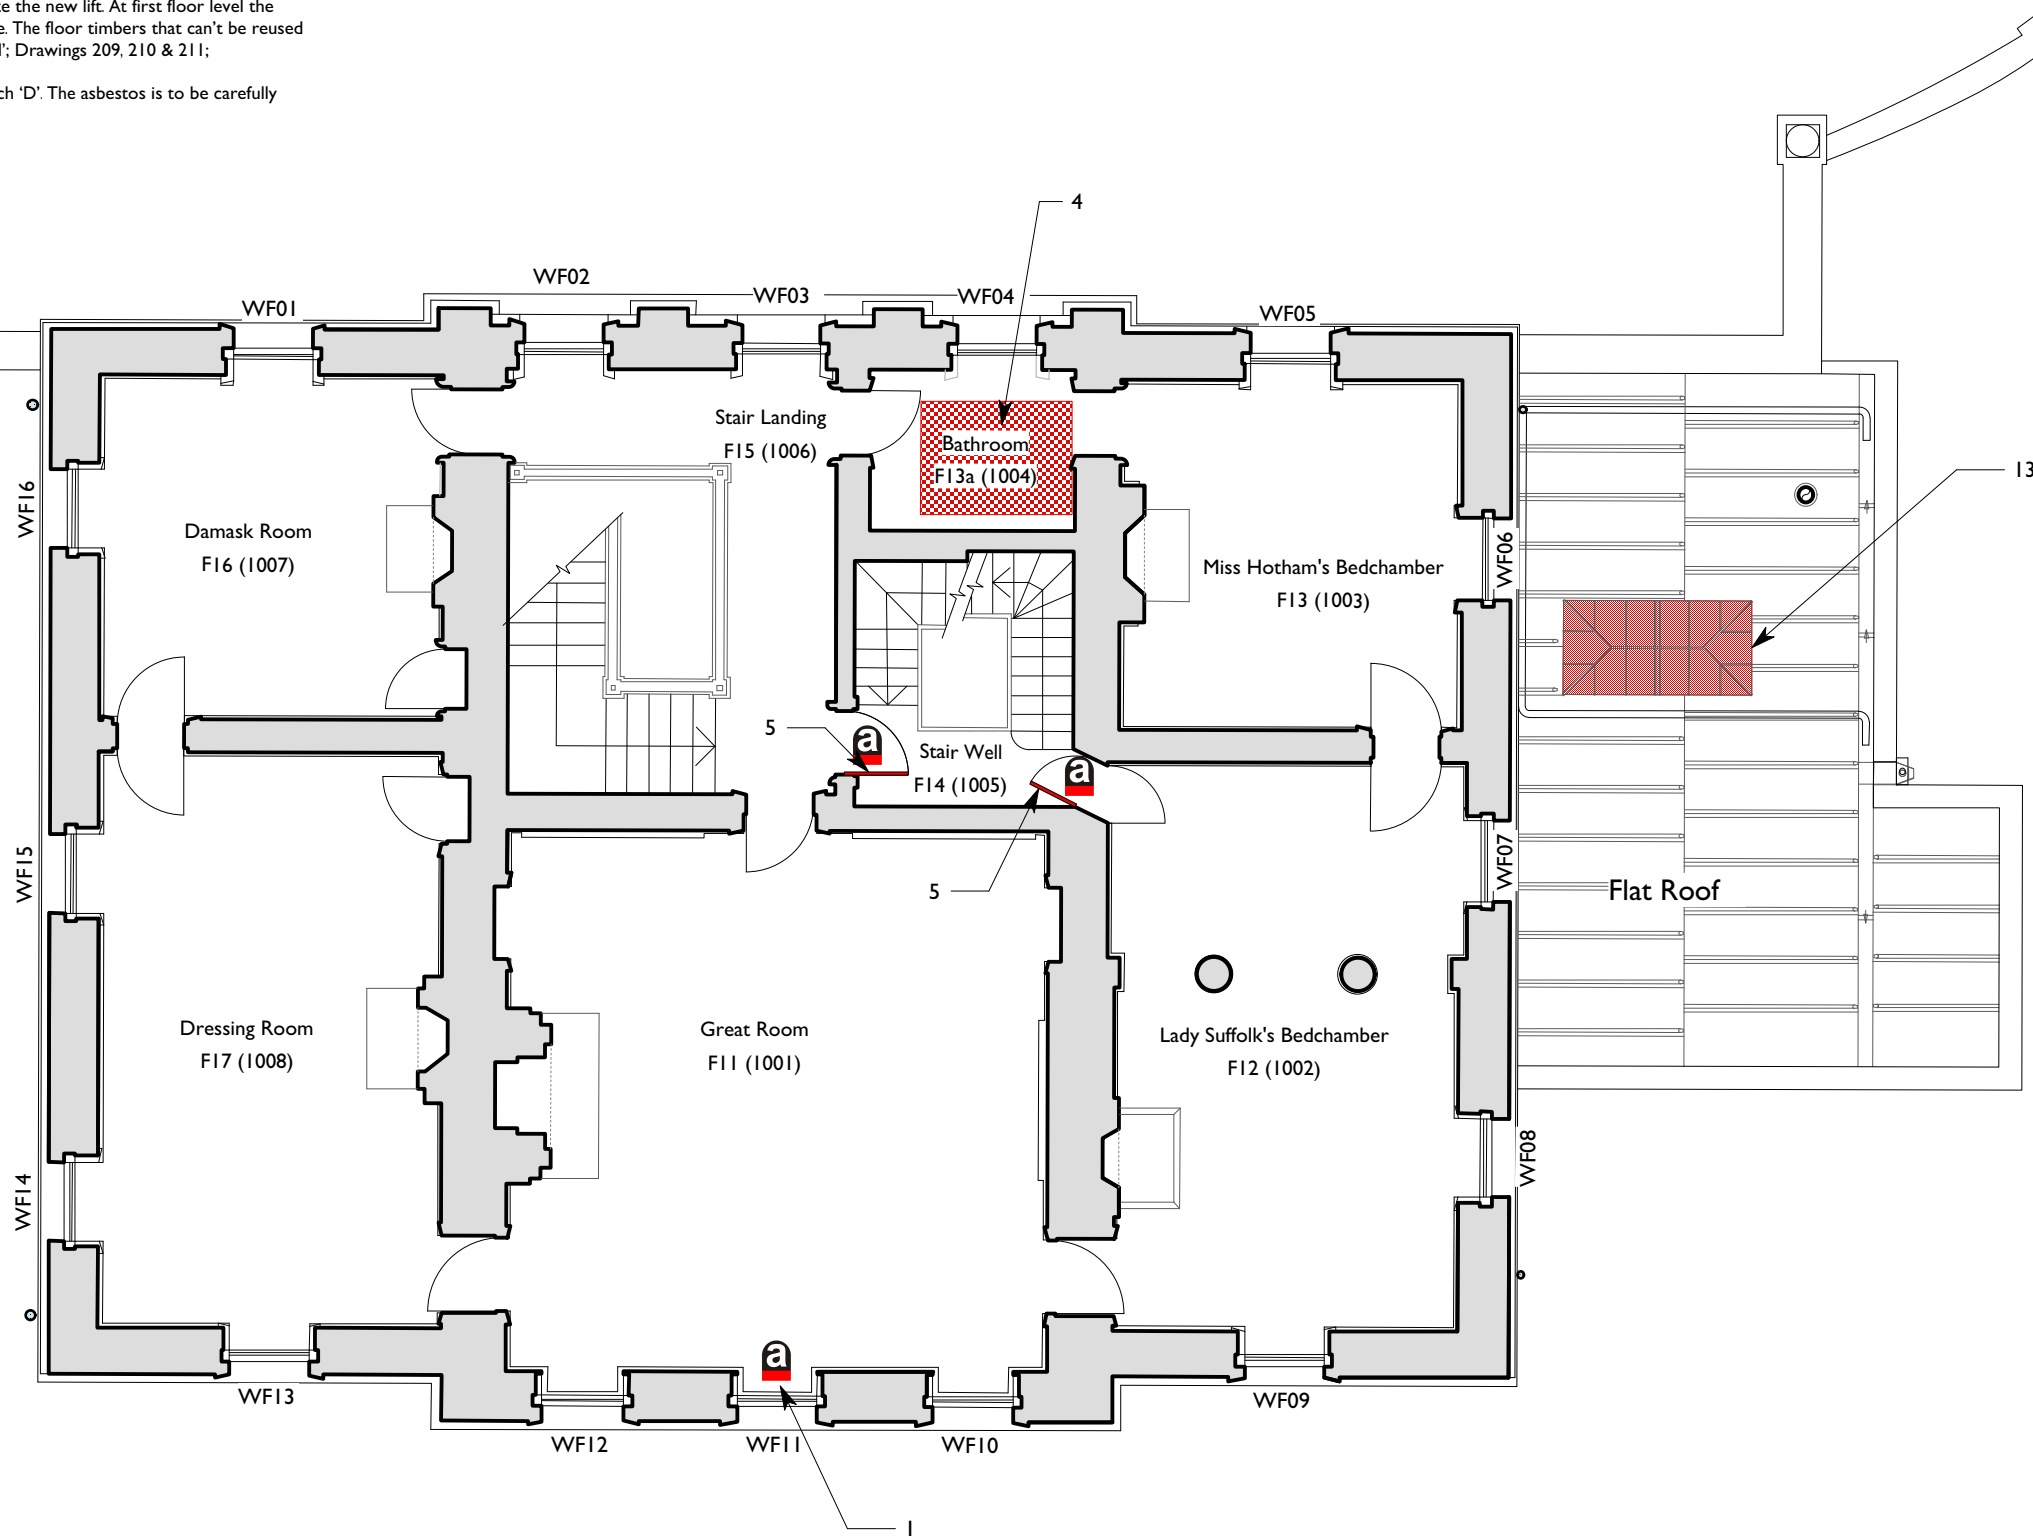 the new lift. At first floor level the
The floor timbers that can't be reused
Drawings 209, 210 & 211;
'D'. The asbestos is to be carefully
4
WF01
WF02
WF03
WF04
WF05
Stair Landing
F15 (1006)
Bathroom
F13a (1004)
13
WF16
Damask Room
F16 (1007)
Miss Hotham's Bedchamber
F13 (1003)
WF06
5
a
Stair Well
F14 (1005)
a
5
WF15
WF07
Flat Roof
Dressing Room
F17 (1008)
Great Room
F11 (1001)
Lady Suffolk's Bedchamber
F12 (1002)
WF14
WF08
a
WF13
WF09
WF12
WF11
WF10
1